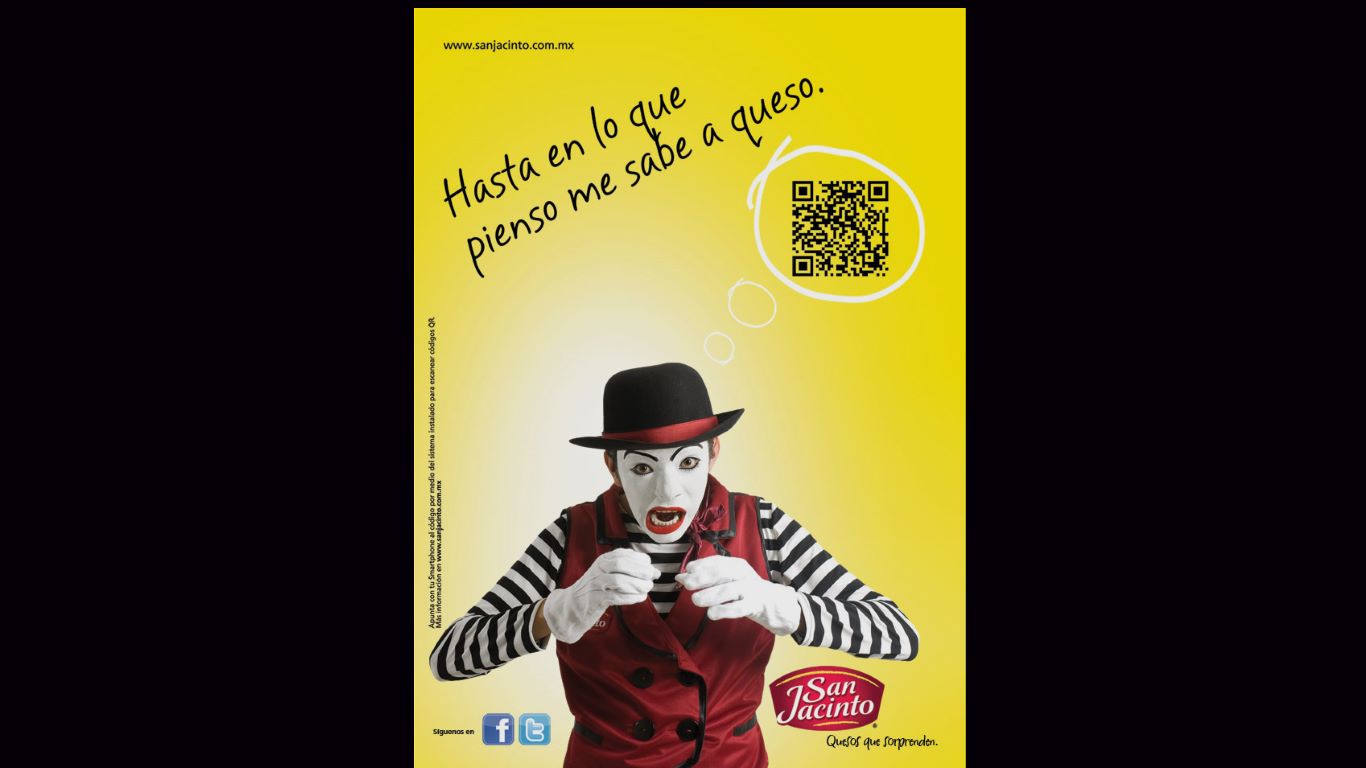 www.sanjacinto.com.mx
Hasta en lo que
pienso me sabe a queso.
Apunta con tu Smartphone al código por medio del sistema instalado para escanear códigos QR.
Más información en www.sanjacinto.com.mx
San
Jacinto
Síguenos en
f
t
Quesos que sorprenden.